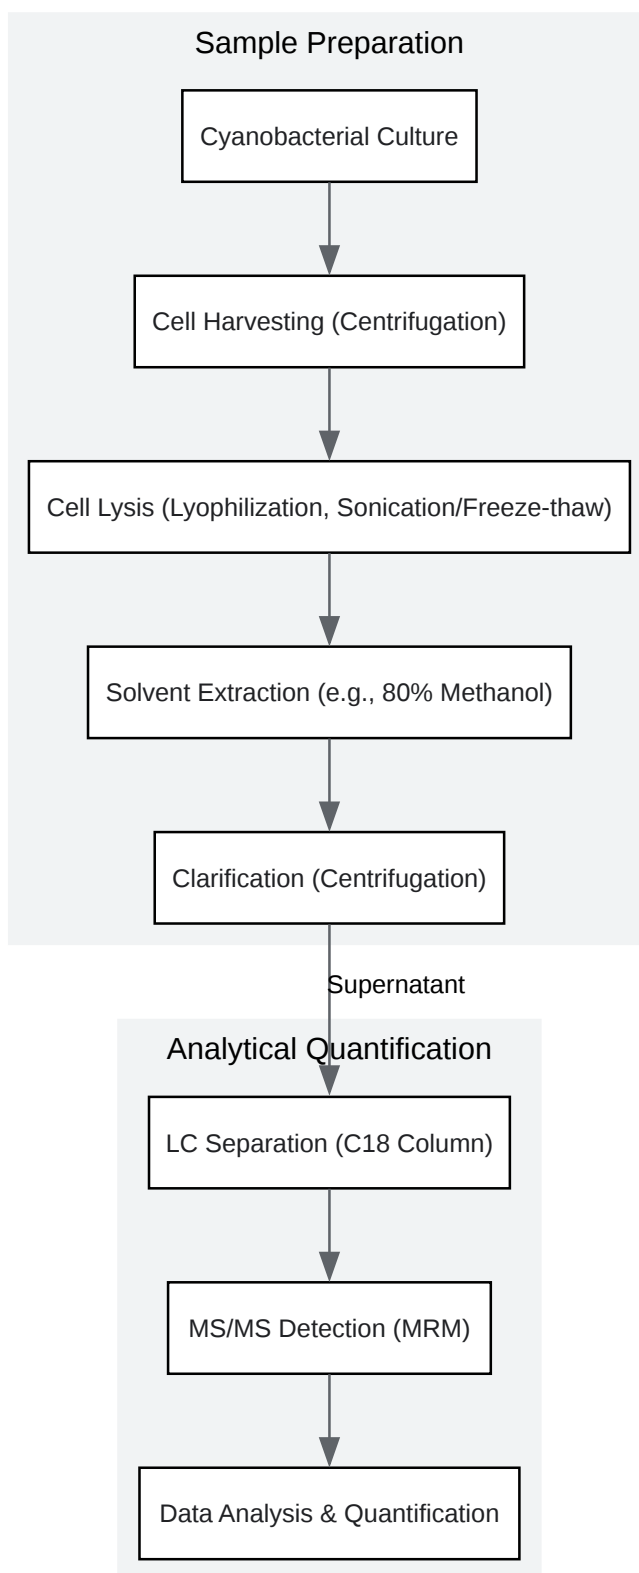 Sample Preparation
Cyanobacterial Culture
Cell Harvesting (Centrifugation)
Cell Lysis (Lyophilization, Sonication/Freeze-thaw)
Solvent Extraction (e.g., 80% Methanol)
Clarification (Centrifugation)
Supernatant
Analytical Quantification
LC Separation (C18 Column)
MS/MS Detection (MRM)
Data Analysis & Quantification